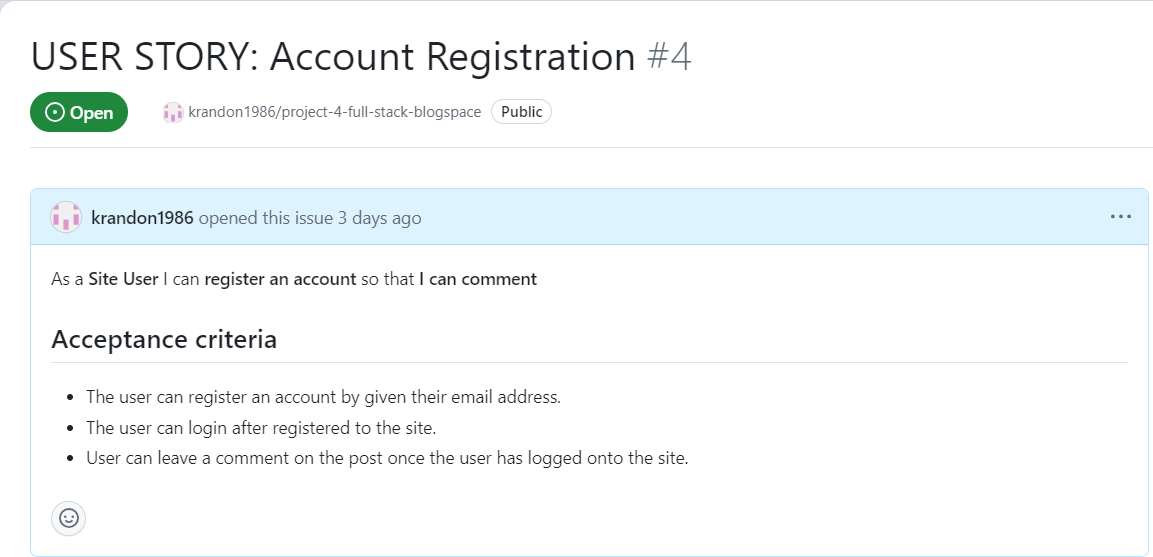 USER STORY: Account Registration #4
Open krandon1986/project-4-full-stack-blogspace Public
krandon1986 opened this issue 3 days ago
As a Site User I can register an account so that I can comment
Acceptance criteria
The user can register an account by given their email address.
The user can login after registered to the site.
User can leave a comment on the post once the user has logged onto the site.